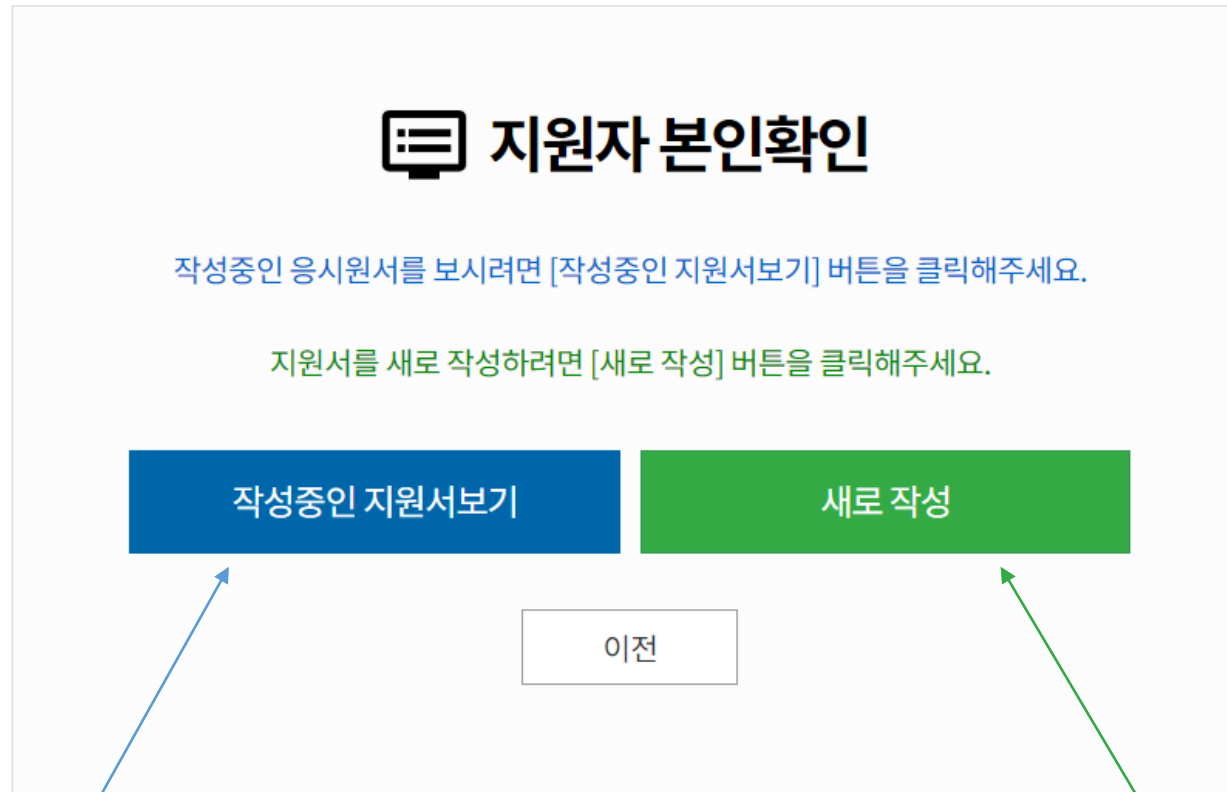 지원자 본인확인
작성중인 응시원서를 보시려면 [작성중인 지원서보기] 버튼을 클릭해주세요.
지원서를 새로 작성하려면 [새로 작성] 버튼을 클릭해주세요.
작성중인 지원서보기
새로 작성
이전